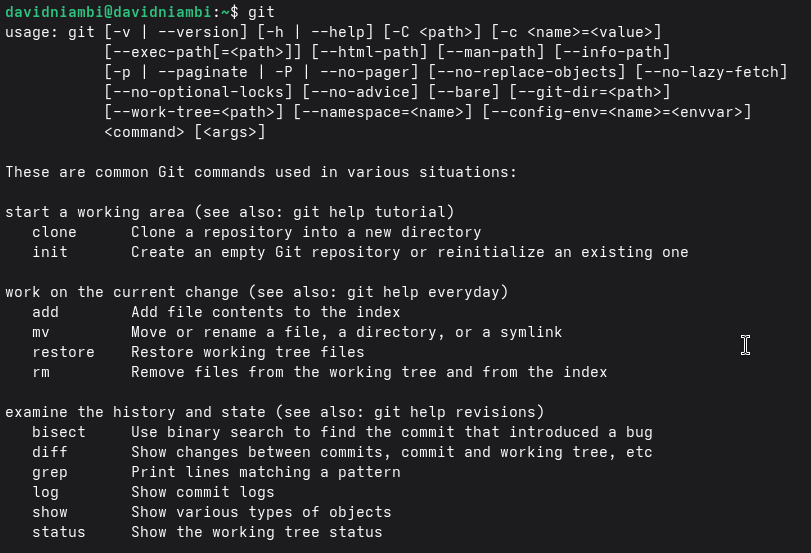 davidniambi@davidniambi:~$ git
usage: git [-v | --version] [-h | --help] [-C <path>] [-c <name>=<value>]
           [--exec-path[=<path>]] [--html-path] [--man-path] [--info-path]
           [-p | --paginate | -P | --no-pager] [--no-replace-objects] [--no-lazy-fetch]
           [--no-optional-locks] [--no-advice] [--bare] [--git-dir=<path>]
           [--work-tree=<path>] [--namespace=<name>] [--config-env=<name>=<envvar>]
           <command> [<args>]

These are common Git commands used in various situations:

start a working area (see also: git help tutorial)
   clone      Clone a repository into a new directory
   init       Create an empty Git repository or reinitialize an existing one

work on the current change (see also: git help everyday)
   add        Add file contents to the index
   mv         Move or rename a file, a directory, or a symlink
   restore    Restore working tree files
   rm         Remove files from the working tree and from the index

examine the history and state (see also: git help revisions)
   bisect     Use binary search to find the commit that introduced a bug
   diff       Show changes between commits, commit and working tree, etc
   grep       Print lines matching a pattern
   log        Show commit logs
   show       Show various types of objects
   status     Show the working tree status